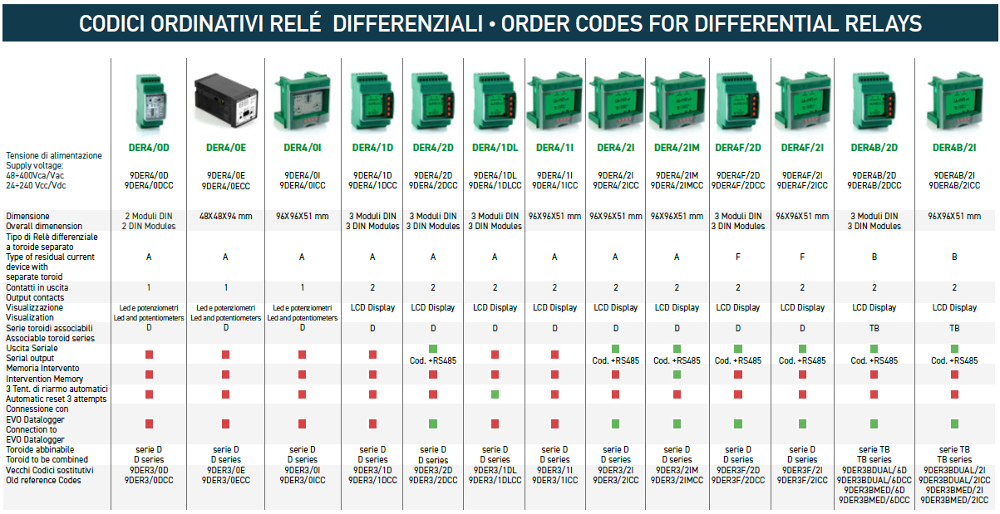 CODICI ORDINATIVI RELÉ DIFFERENZIALI • ORDER CODES FOR DIFFERENTIAL RELAYS
DER4/0D DER4/0E DER4/0I DER4/1D DER4/2D DER4/1DL DER4/1I DER4/2I DER4/2IM DER4F/2D DER4F/2I DER4B/2D DER4B/2I
Tensione di alimentazione
Supply voltage:
48÷400Vca/Vac 9DER4/0D 9DER4/0E 9DER4/0I 9DER4/1D 9DER4/2D 9DER4/1DL 9DER4/1I 9DER4/2I 9DER4/2IM 9DER4F/2D 9DER4F/2I 9DER4B/2D 9DER4B/2I
24÷240 Vcc/Vdc 9DER4/0DCC 9DER4/0ECC 9DER4/0ICC 9DER4/1DCC 9DER4/2DCC 9DER4/1DLCC 9DER4/1ICC 9DER4/2ICC 9DER4/2IMCC 9DER4F/2DCC 9DER4F/2ICC 9DER4B/2DCC 9DER4B/2ICC
Dimensione 2 Moduli DIN 48X48X94 mm 96X96X51 mm 3 Moduli DIN 3 Moduli DIN 3 Moduli DIN 96X96X51 mm 96X96X51 mm 96X96X51 mm 3 Moduli DIN 96X96X51 mm 3 Moduli DIN 96X96X51 mm
Overall dimenension 2 DIN Modules 3 DIN Modules 3 DIN Modules 3 DIN Modules 3 DIN Modules 3 DIN Modules
Tipo di Relè differenziale
a toroide separato
Type of residual current A A A A A A A A A F F B B
device with
separate toroid
Contatti in uscita 1 1 1 2 2 2 2 2 2 2 2 2 2
Output contacts
Visualizzazione Led e potenziometri Led e potenziometri Led e potenziometri LCD Display LCD Display LCD Display LCD Display LCD Display LCD Display LCD Display LCD Display LCD Display LCD Display
Visualization Led and potentiometers Led and potentiometers Led and potentiometers
Serie toroidi associabili D D D D D D D D D D D TB TB
Associable toroid series
Uscita Seriale
Serial output Cod. +RS485 Cod. +RS485 Cod. +RS485 Cod. +RS485 Cod. +RS485 Cod. +RS485 Cod. +RS485
Memoria Intervento
Intervention Memory
3 Tent. di riarmo automatici
Automatic reset 3 attempts
Connessione con
EVO Datalogger
Connection to
EVO Datalogger
Toroide abbinabile serie D serie D serie D serie D serie D serie D serie D serie D serie D serie D serie D serie TB serie TB
Toroid to be combined D series D series D series D series D series D series D series D series D series D series D series TB series TB series
Vecchi Codici sostitutivi 9DER3/0D 9DER3/0E 9DER3/0I 9DER3/1D 9DER3/2D 9DER3/1DL 9DER3/1I 9DER3/2I 9DER3/2IM 9DER3F/2D 9DER3F/2I 9DER3BDUAL/6D 9DER3BDUAL/2I
Old reference Codes 9DER3/0DCC 9DER3/0ECC 9DER3/0ICC 9DER3/1DCC 9DER3/2DCC 9DER3/1DLCC 9DER3/1ICC 9DER3/2ICC 9DER3/2IMCC 9DER3F/2DCC 9DER3F/2ICC 9DER3BDUAL/6DCC 9DER3BDUAL/2ICC
9DER3BMED/6D 9DER3BMED/2I
9DER3BMED/6DCC 9DER3BMED/2ICC